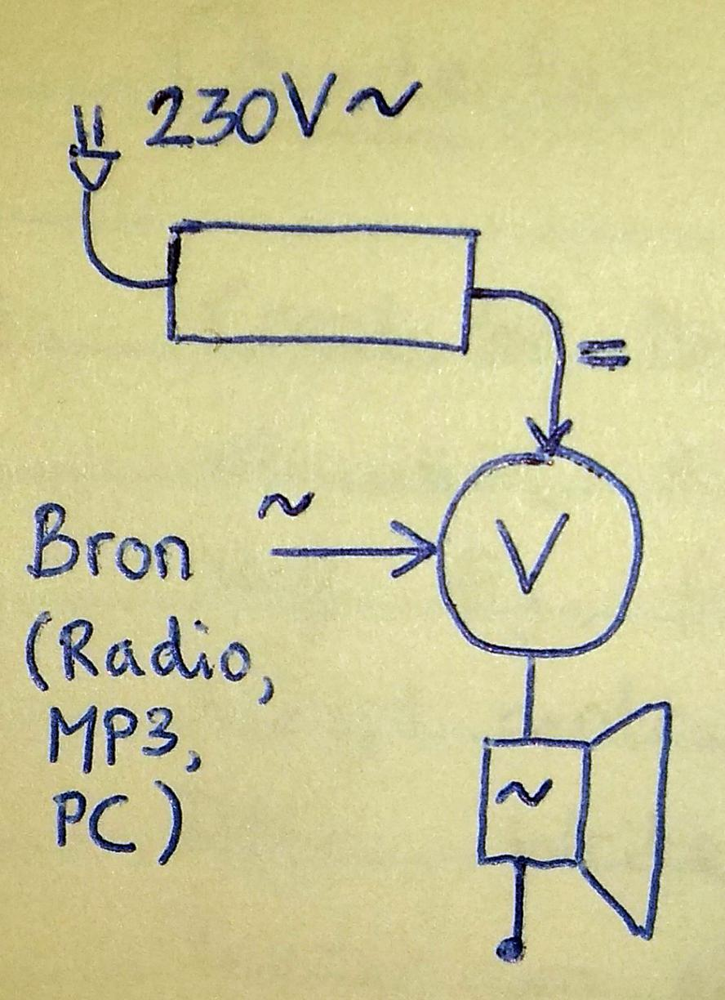 230V~
=
~
Bron
V
(Radio,
MP3,
PC)
~